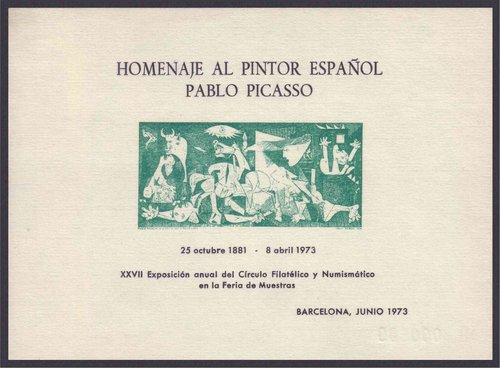 HOMENAJE AL PINTOR ESPAÑOL
PABLO PICASSO
25 octubre 1881 - 8 abril 1973
XXVII Exposición anual del Círculo Filatélico y Numismático
en la Feria de Muestras
BARCELONA, JUNIO 1973